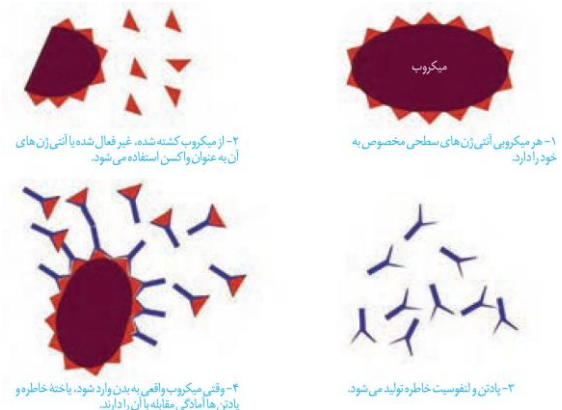 میکروب
۱- هر میکروبی آنتی‌ژن‌های سطحی مخصوص به
خود را دارد.
۲- از میکروب کشته شده، غیر فعال شده یا آنتی‌ژن‌های
آن به عنوان واکسن استفاده می‌شود.
۳- پادتن و لنفوسیت خاطره تولید می‌شود.
۴- وقتی میکروب واقعی به بدن وارد شود، یاختهٔ خاطره و
پادتن‌ها آمادگی مقابله با آن را دارند.